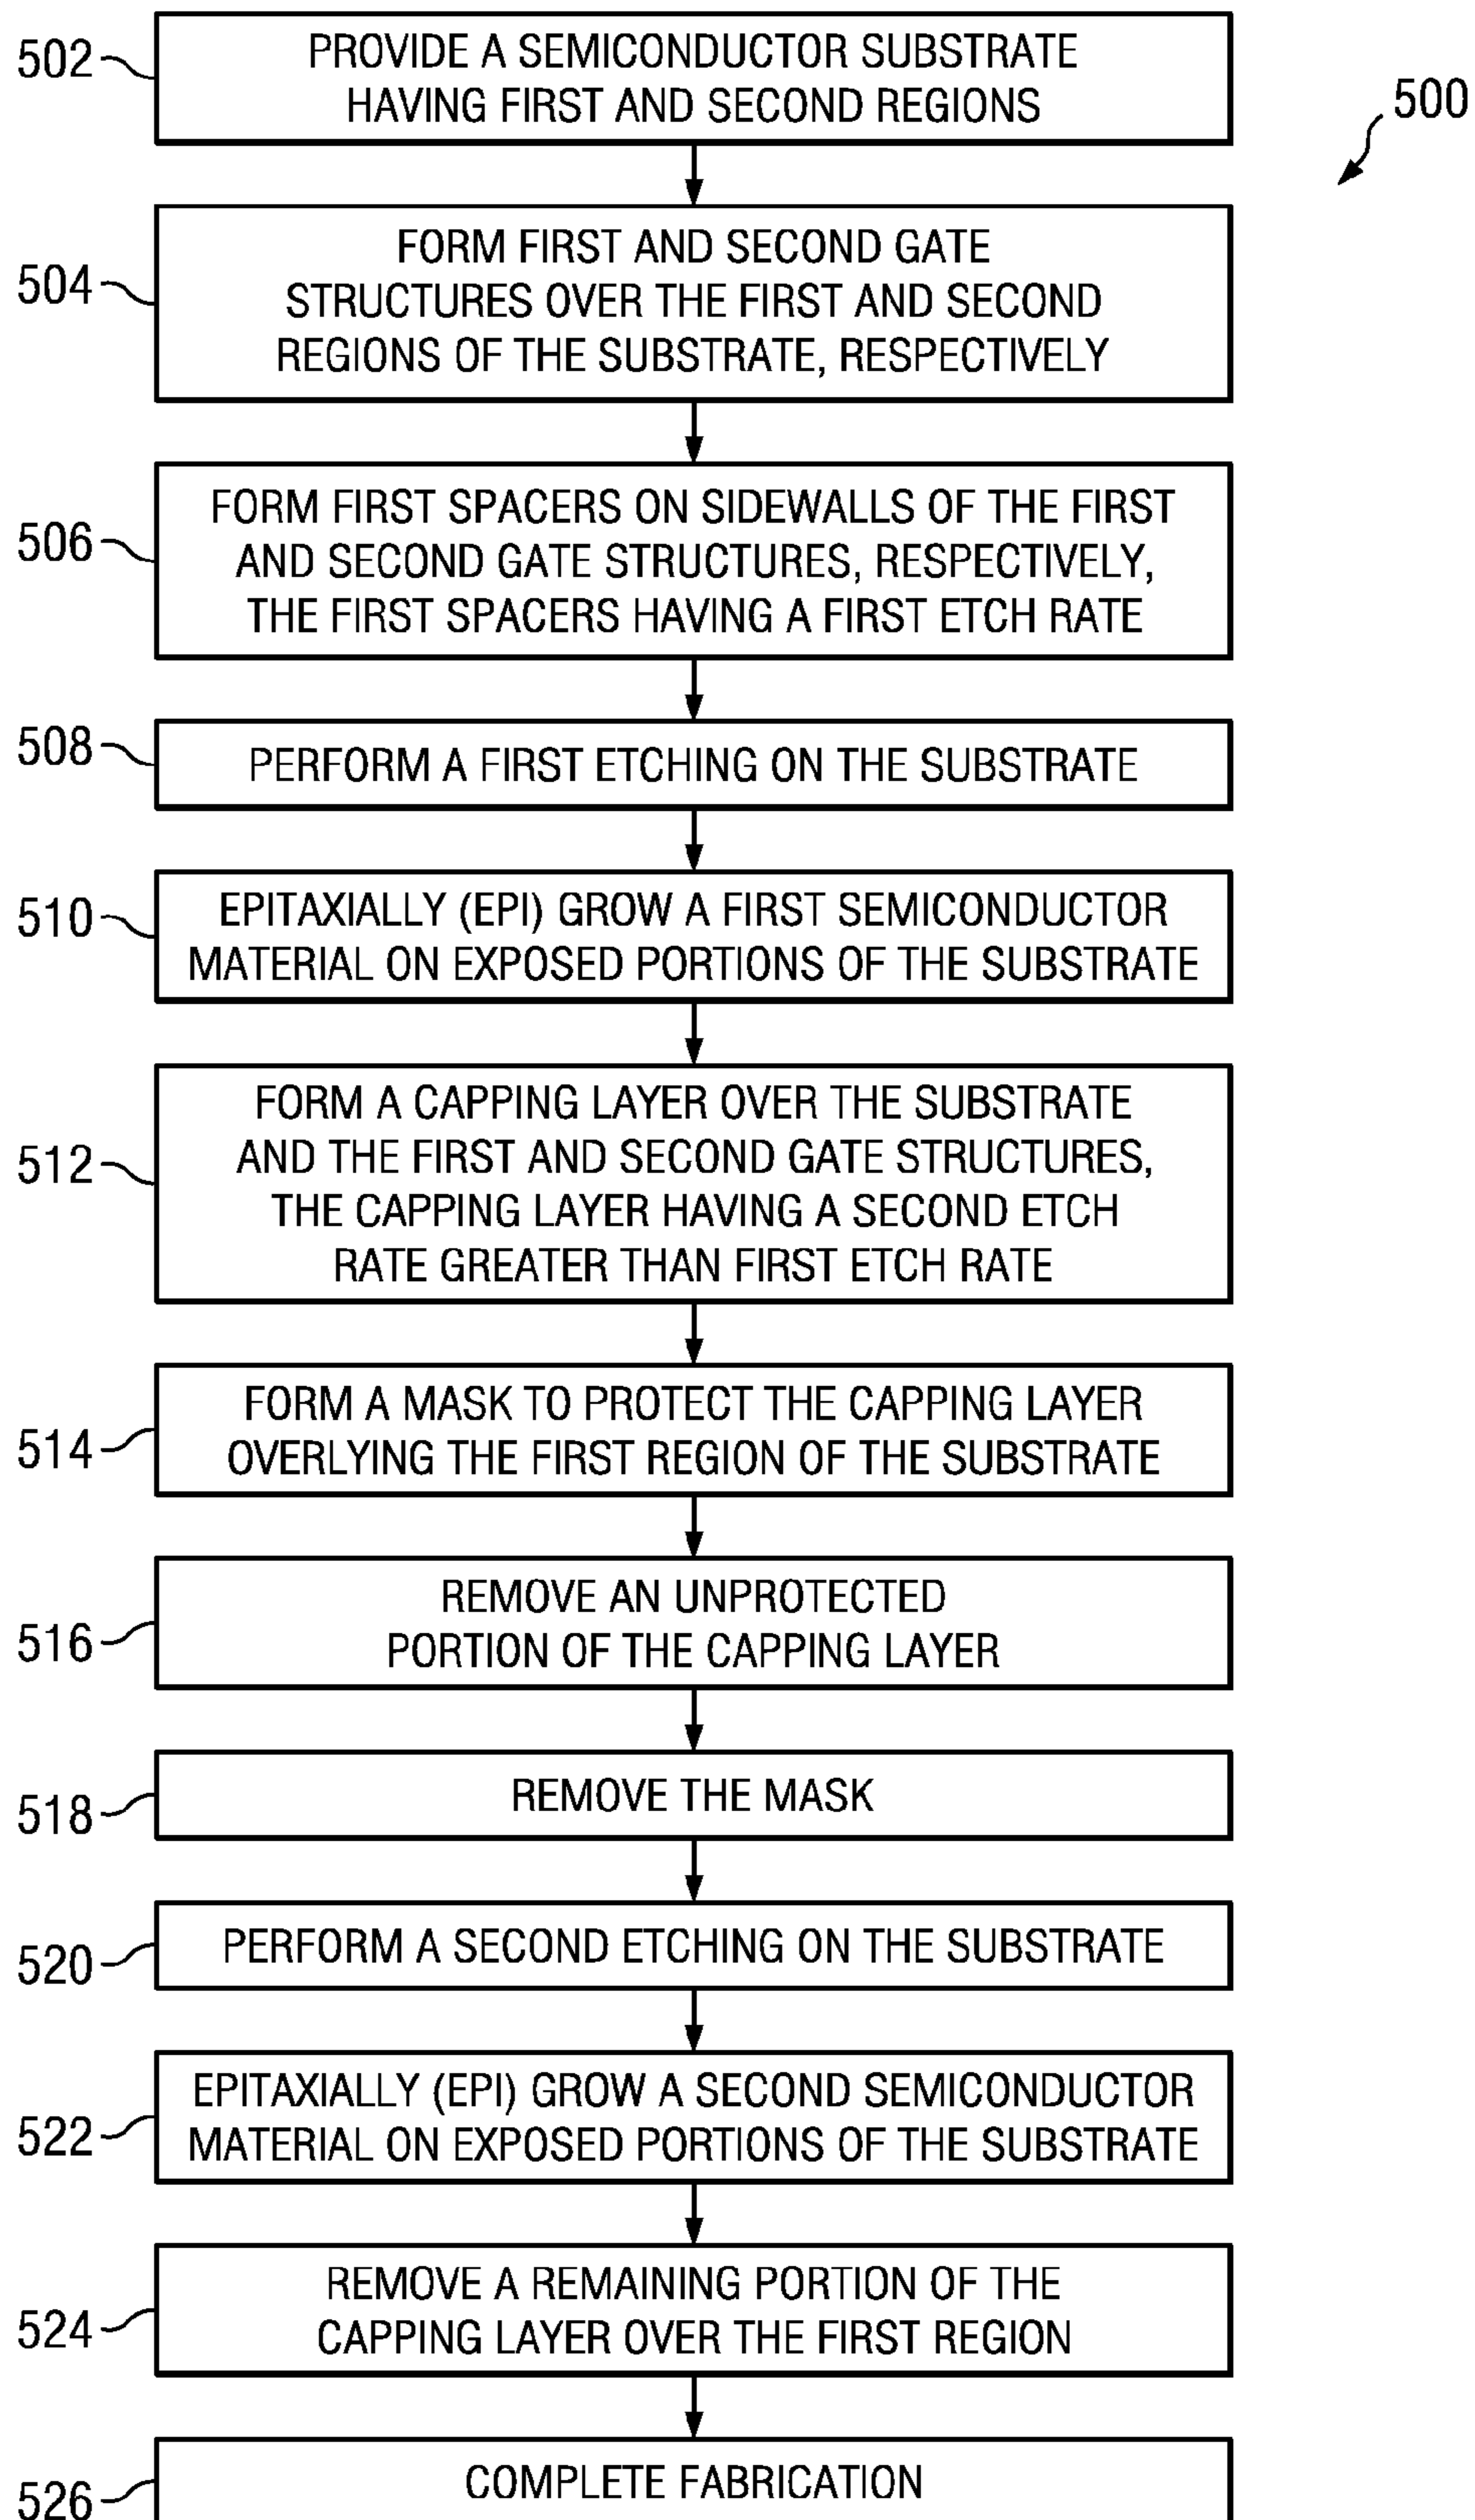 502
PROVIDE A SEMICONDUCTOR SUBSTRATE
HAVING FIRST AND SECOND REGIONS
500
504
FORM FIRST AND SECOND GATE
STRUCTURES OVER THE FIRST AND SECOND
REGIONS OF THE SUBSTRATE, RESPECTIVELY
506
FORM FIRST SPACERS ON SIDEWALLS OF THE FIRST
AND SECOND GATE STRUCTURES, RESPECTIVELY,
THE FIRST SPACERS HAVING A FIRST ETCH RATE
508
PERFORM A FIRST ETCHING ON THE SUBSTRATE
510
EPITAXIALLY (EPI) GROW A FIRST SEMICONDUCTOR
MATERIAL ON EXPOSED PORTIONS OF THE SUBSTRATE
512
FORM A CAPPING LAYER OVER THE SUBSTRATE
AND THE FIRST AND SECOND GATE STRUCTURES,
THE CAPPING LAYER HAVING A SECOND ETCH
RATE GREATER THAN FIRST ETCH RATE
514
FORM A MASK TO PROTECT THE CAPPING LAYER
OVERLYING THE FIRST REGION OF THE SUBSTRATE
516
REMOVE AN UNPROTECTED
PORTION OF THE CAPPING LAYER
518
REMOVE THE MASK
520
PERFORM A SECOND ETCHING ON THE SUBSTRATE
522
EPITAXIALLY (EPI) GROW A SECOND SEMICONDUCTOR
MATERIAL ON EXPOSED PORTIONS OF THE SUBSTRATE
524
REMOVE A REMAINING PORTION OF THE
CAPPING LAYER OVER THE FIRST REGION
526
COMPLETE FABRICATION